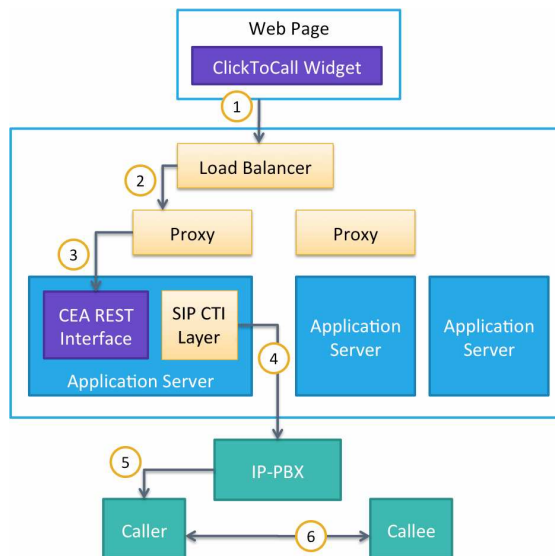 Web Page
ClickToCall Widget
1
Load Balancer
2
Proxy
Proxy
3
CEA REST
Interface
SIP CTI
Layer
Application Server
Application
Server
Application
Server
4
IP-PBX
5
Caller
6
Callee